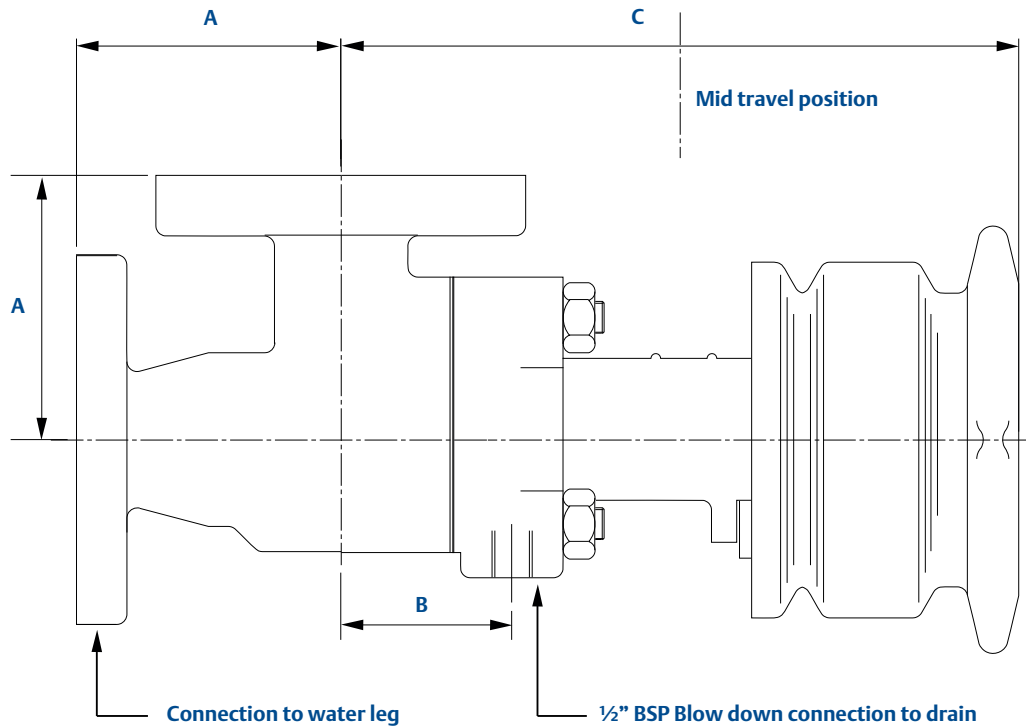 A
C
Mid travel position
A
B
Connection to water leg
½” BSP Blow down connection to drain